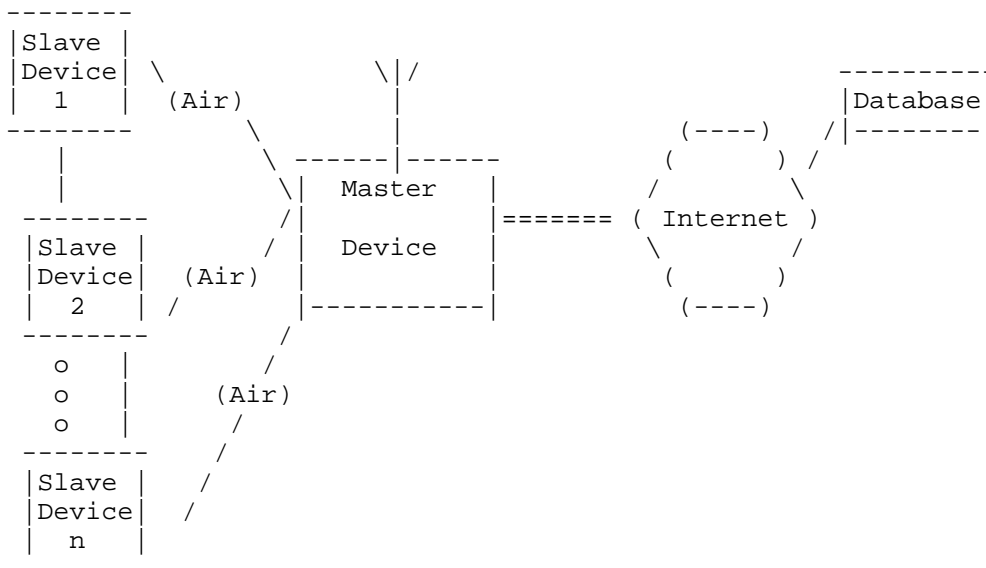 Slave
Device
1
(Air)
Database
Master
Device
Internet
Slave
Device
2
(Air)
o
o
o
(Air)
Slave
Device
n